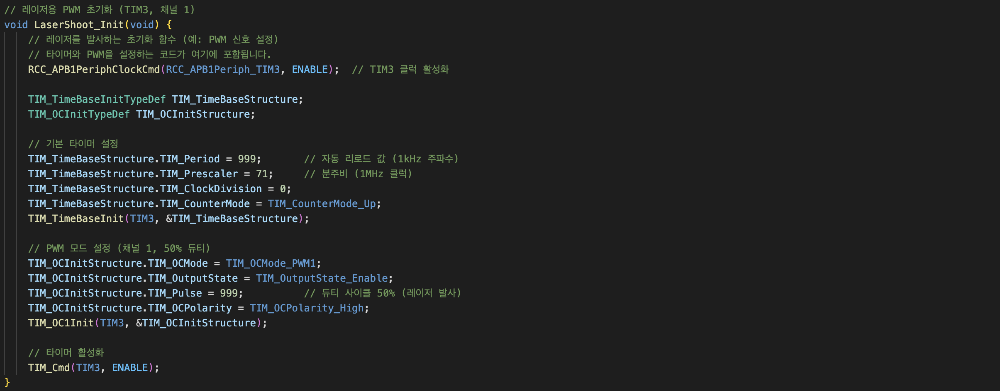 // 레이저용 PWM 초기화 (TIM3, 채널 1)
void LaserShoot_Init(void) {
    // 레이저를 발사하는 초기화 함수 (예: PWM 신호 설정)
    // 타이머와 PWM을 설정하는 코드가 여기에 포함됩니다.
    RCC_APB1PeriphClockCmd(RCC_APB1Periph_TIM3, ENABLE);  // TIM3 클럭 활성화

    TIM_TimeBaseInitTypeDef TIM_TimeBaseStructure;
    TIM_OCInitTypeDef TIM_OCInitStructure;

    // 기본 타이머 설정
    TIM_TimeBaseStructure.TIM_Period = 999;       // 자동 리로드 값 (1kHz 주파수)
    TIM_TimeBaseStructure.TIM_Prescaler = 71;     // 분주비 (1MHz 클럭)
    TIM_TimeBaseStructure.TIM_ClockDivision = 0;
    TIM_TimeBaseStructure.TIM_CounterMode = TIM_CounterMode_Up;
    TIM_TimeBaseInit(TIM3, &TIM_TimeBaseStructure);

    // PWM 모드 설정 (채널 1, 50% 듀티)
    TIM_OCInitStructure.TIM_OCMode = TIM_OCMode_PWM1;
    TIM_OCInitStructure.TIM_OutputState = TIM_OutputState_Enable;
    TIM_OCInitStructure.TIM_Pulse = 999;          // 듀티 사이클 50% (레이저 발사)
    TIM_OCInitStructure.TIM_OCPolarity = TIM_OCPolarity_High;
    TIM_OC1Init(TIM3, &TIM_OCInitStructure);

    // 타이머 활성화
    TIM_Cmd(TIM3, ENABLE);
}